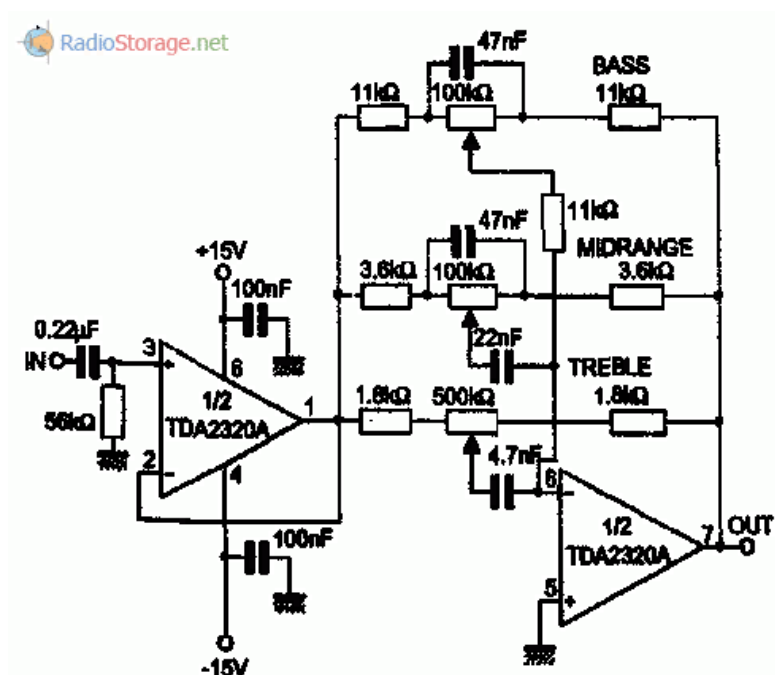 RadioStorage.net
47nF
BASS
11kΩ
100kΩ
11kΩ
11kΩ
47nF
MIDRANGE
3.6kΩ
100kΩ
3.6kΩ
+15V
100nF
0.22µF
IN
3
+
6
22nF
TREBLE
1/2
TDA2320A
1
1.8kΩ
500kΩ
1.8kΩ
56kΩ
2
−
4
4.7nF
6
−
1/2
TDA2320A
7
OUT
100nF
5
+
-15V